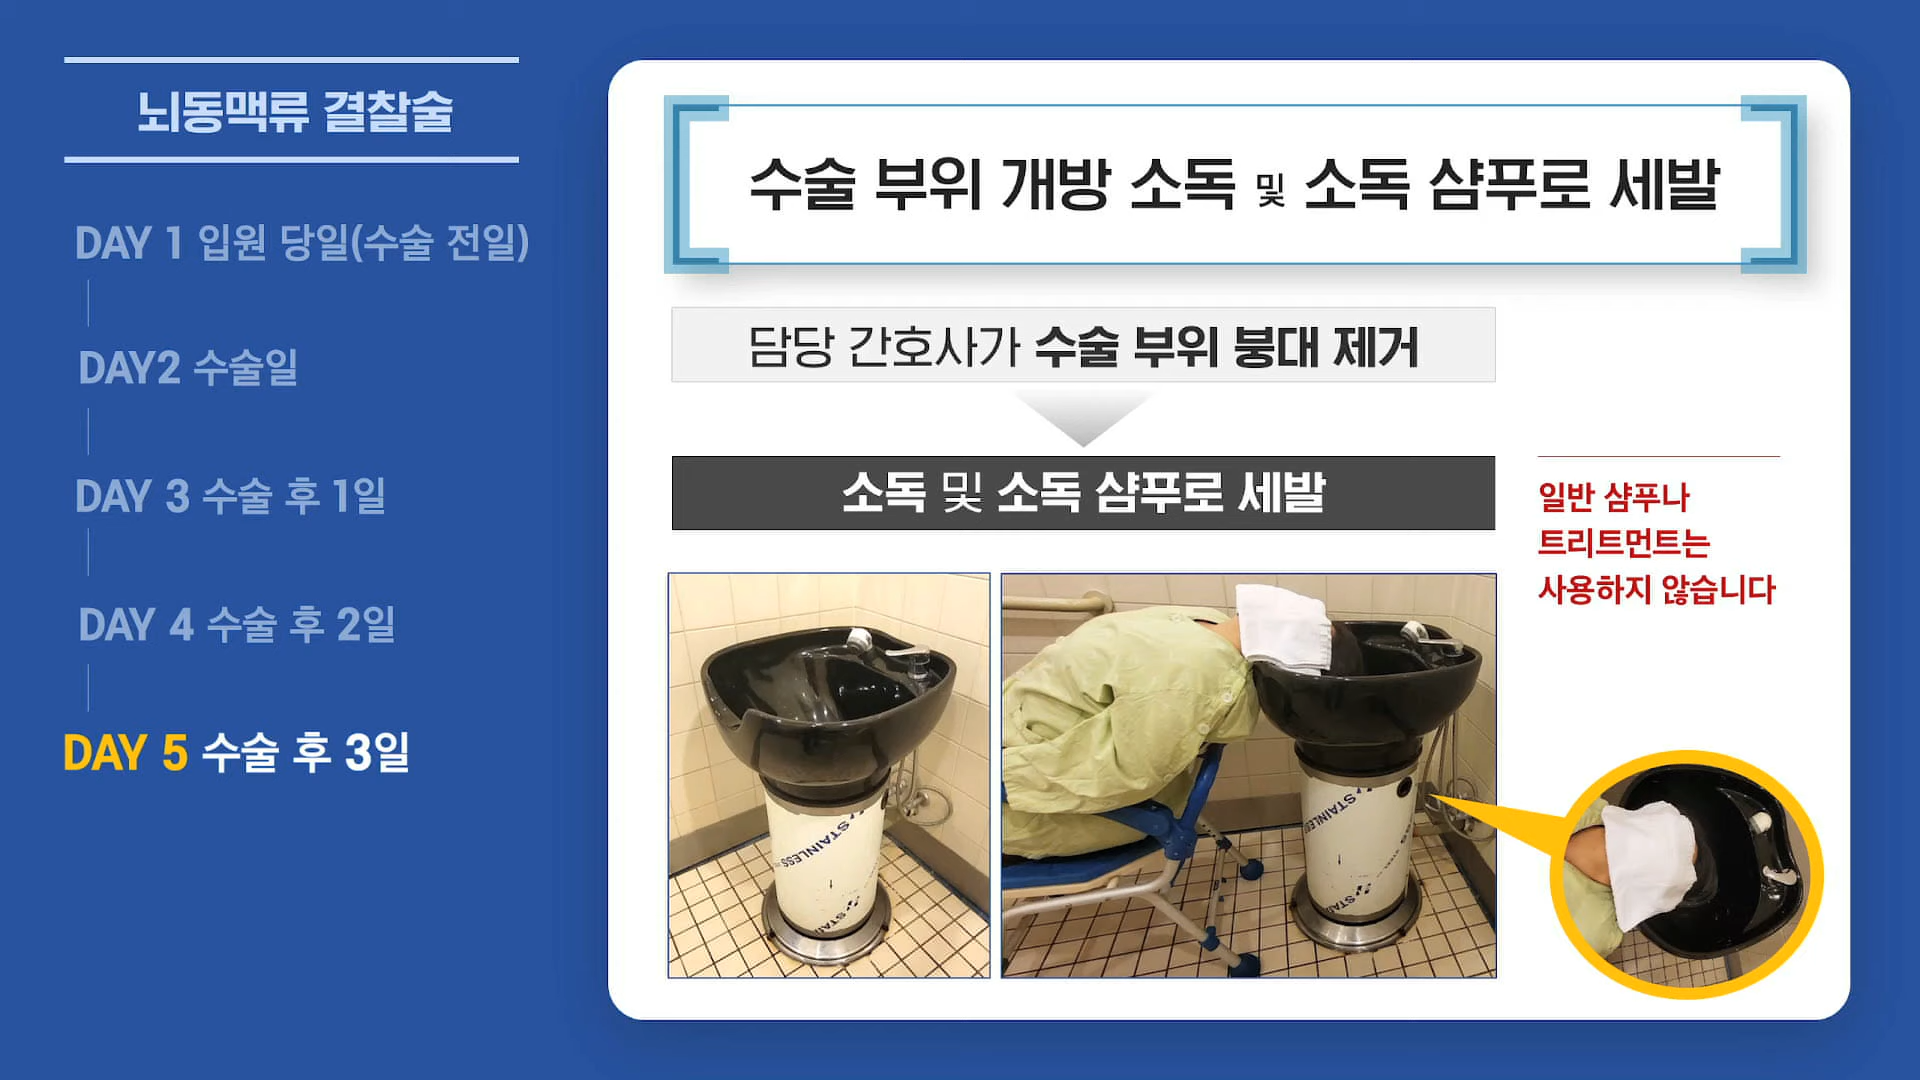 뇌동맥류 결찰술
DAY 1 입원 당일(수술 전일)
DAY2 수술일
DAY 3 수술 후 1일
DAY 4 수술 후 2일
DAY 5 수술 후 3일
수술 부위 개방 소독 및 소독 샴푸로 세발
담당 간호사가 수술 부위 붕대 제거
소독 및 소독 샴푸로 세발
일반 샴푸나
트리트먼트는
사용하지 않습니다
STAINLESS
STAINLESS